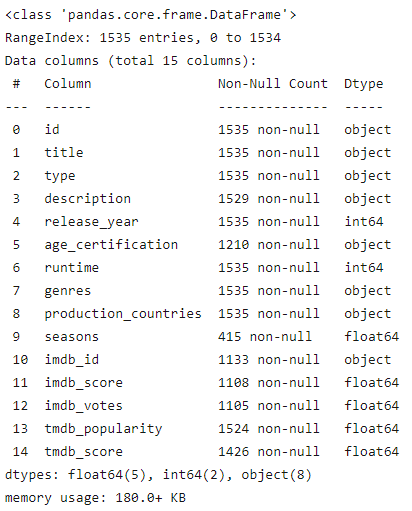 <class 'pandas.core.frame.DataFrame'>
RangeIndex: 1535 entries, 0 to 1534
Data columns (total 15 columns):
 #   Column                Non-Null Count  Dtype
---  ------                --------------  -----
 0   id                    1535 non-null   object
 1   title                 1535 non-null   object
 2   type                  1535 non-null   object
 3   description           1529 non-null   object
 4   release_year          1535 non-null   int64
 5   age_certification     1210 non-null   object
 6   runtime               1535 non-null   int64
 7   genres                1535 non-null   object
 8   production_countries  1535 non-null   object
 9   seasons               415 non-null    float64
 10  imdb_id               1133 non-null   object
 11  imdb_score            1108 non-null   float64
 12  imdb_votes            1105 non-null   float64
 13  tmdb_popularity       1524 non-null   float64
 14  tmdb_score            1426 non-null   float64
dtypes: float64(5), int64(2), object(8)
memory usage: 180.0+ KB